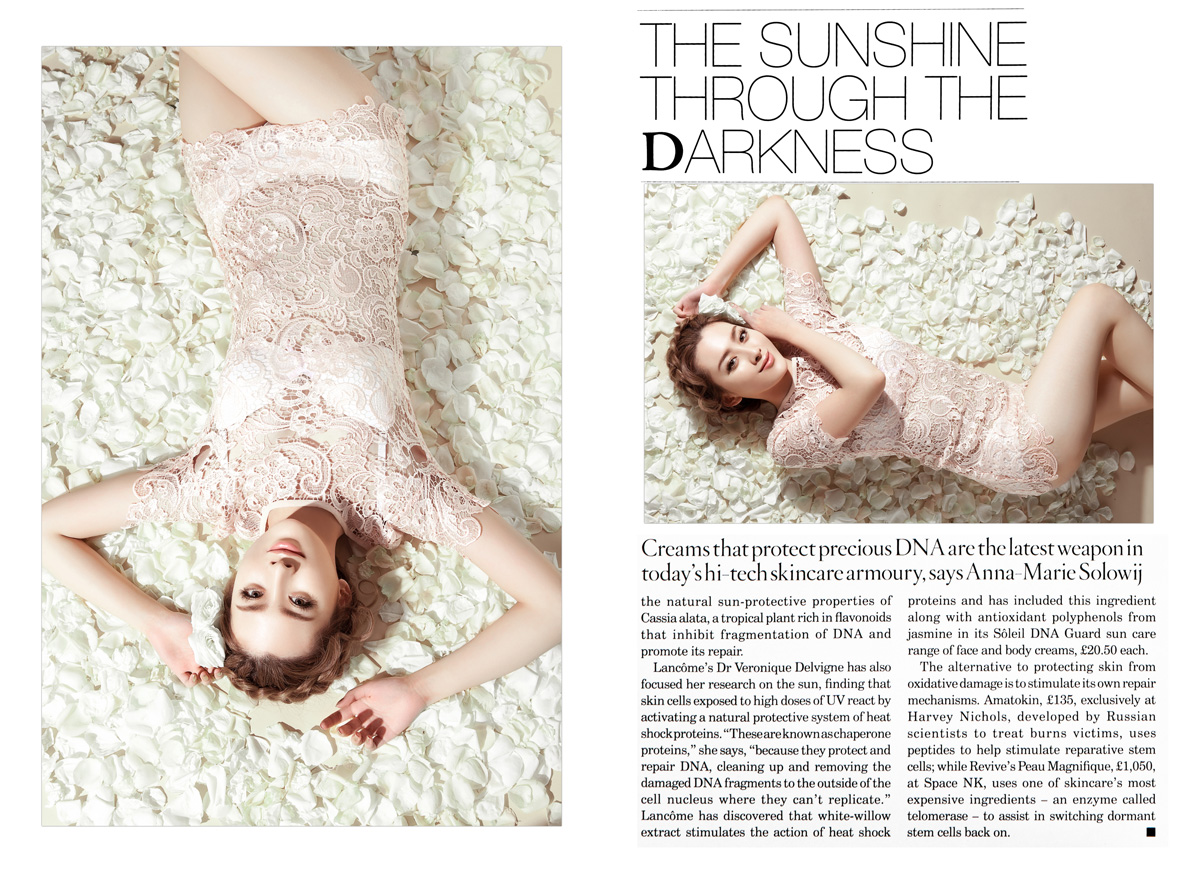 THE SUNSHINE
THROUGH THE
DARKNESS
Creams that protect precious DNA are the latest weapon in
today's hi-tech skincare armoury, says Anna-Marie Solowij
the natural sun-protective properties of
Cassia alata, a tropical plant rich in flavonoids
that inhibit fragmentation of DNA and
promote its repair.
Lancôme's Dr Veronique Delvigne has also
focused her research on the sun, finding that
skin cells exposed to high doses of UV react by
activating a natural protective system of heat
shock proteins. "These are known as chaperone
proteins," she says, "because they protect and
repair DNA, cleaning up and removing the
damaged DNA fragments to the outside of the
cell nucleus where they can't replicate."
Lancôme has discovered that white-willow
extract stimulates the action of heat shock
proteins and has included this ingredient
along with antioxidant polyphenols from
jasmine in its Sôleil DNA Guard sun care
range of face and body creams, £20.50 each.
The alternative to protecting skin from
oxidative damage is to stimulate its own repair
mechanisms. Amatokin, £135, exclusively at
Harvey Nichols, developed by Russian
scientists to treat burns victims, uses
peptides to help stimulate reparative stem
cells; while Revive's Peau Magnifique, £1,050,
at Space NK, uses one of skincare's most
expensive ingredients – an enzyme called
telomerase – to assist in switching dormant
stem cells back on.